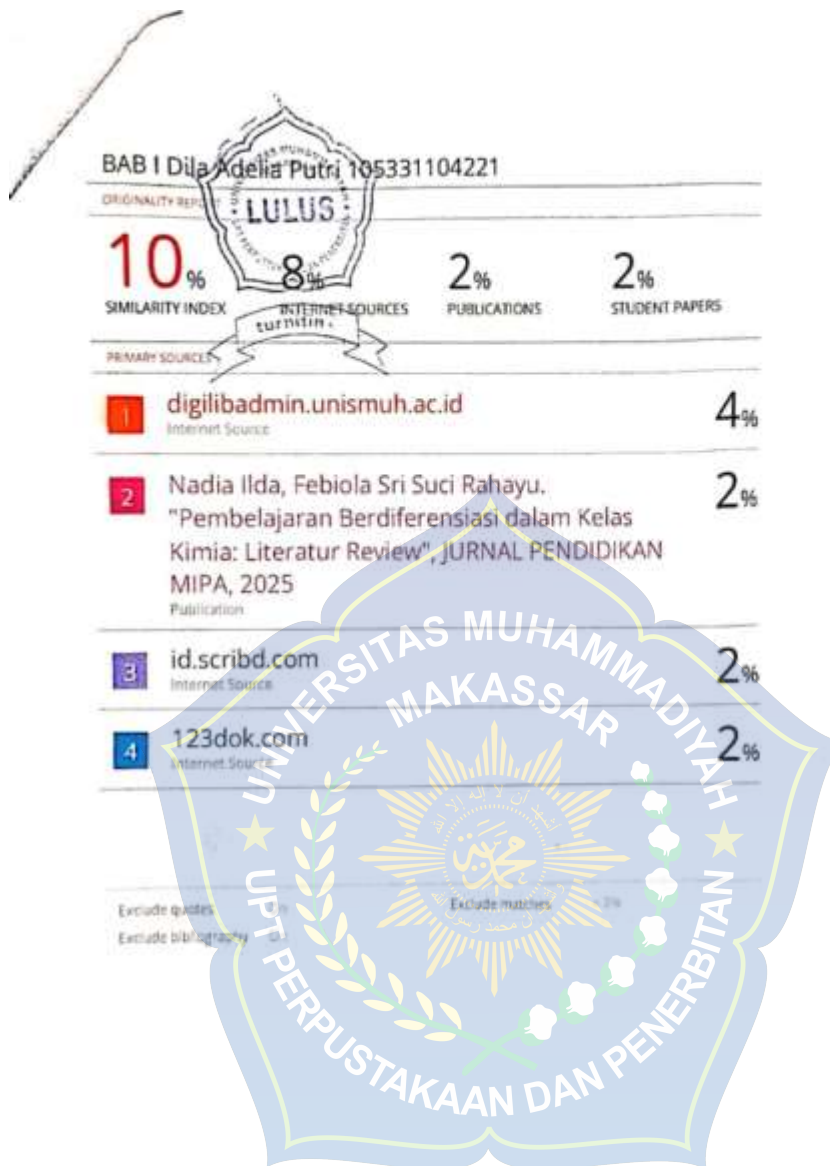 BAB I Dila Adelia Putri 105331104221
ORIGINALITY REPORT
LULUS
10%
SIMILARITY INDEX
8%
INTERNET SOURCES
2%
PUBLICATIONS
2%
STUDENT PAPERS
turnitin
PRIMARY SOURCES
1
digilibadmin.unismuh.ac.id
Internet Source
4%
2
Nadia Ilda, Febiola Sri Suci Rahayu.
"Pembelajaran Berdiferensiasi dalam Kelas
Kimia: Literatur Review", JURNAL PENDIDIKAN
MIPA, 2025
Publication
2%
3
id.scribd.com
Internet Source
2%
4
123dok.com
Internet Source
2%
Exclude quotes
Exclude matches
Exclude bibliography
UNIVERSITAS MUHAMMADIYAH
MAKASSAR
UPT PERPUSTAKAAN DAN PENERBITAN